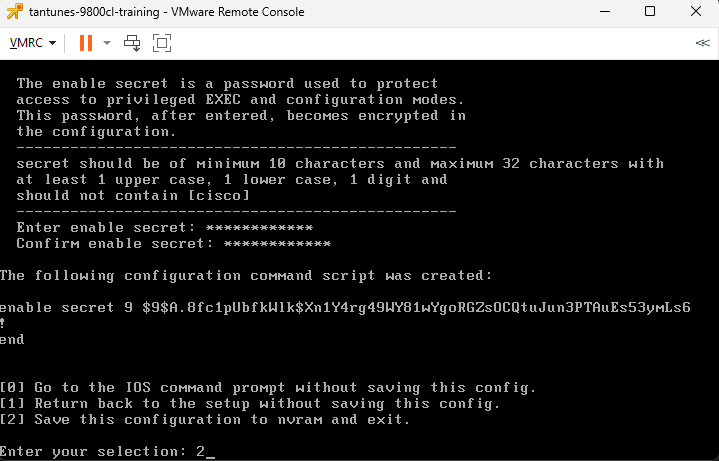 tantunes-9800cl-training - VMware Remote Console
VMRC
The enable secret is a password used to protect
access to privileged EXEC and configuration modes.
This password, after entered, becomes encrypted in
the configuration.
-------------------------------------------------
secret should be of minimum 10 characters and maximum 32 characters with
at least 1 upper case, 1 lower case, 1 digit and
should not contain [cisco]
-------------------------------------------------
Enter enable secret: ************
Confirm enable secret: ************
The following configuration command script was created:
enable secret 9 $9$A.8fc1pUbfkWlk$Xn1Y4rg49WY81wYgoRGZsOCQtuJun3PTAuEs53ymLs6
!
end
[0] Go to the IOS command prompt without saving this config.
[1] Return back to the setup without saving this config.
[2] Save this configuration to nvram and exit.
Enter your selection: 2_